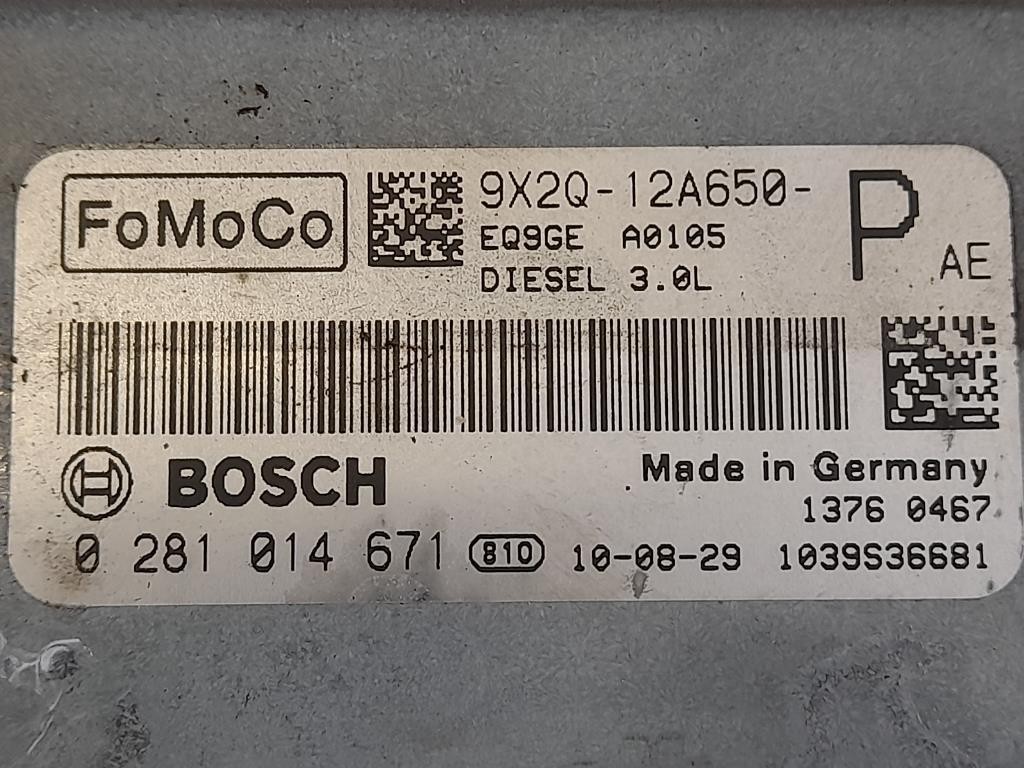 FoMoCo
9X2Q-12A650-
P
AE
EQ9GE A0105
DIESEL 3.0L
BOSCH
Made in Germany
1376 0467
0 281 014 671 810 10-08-29 1039S36681